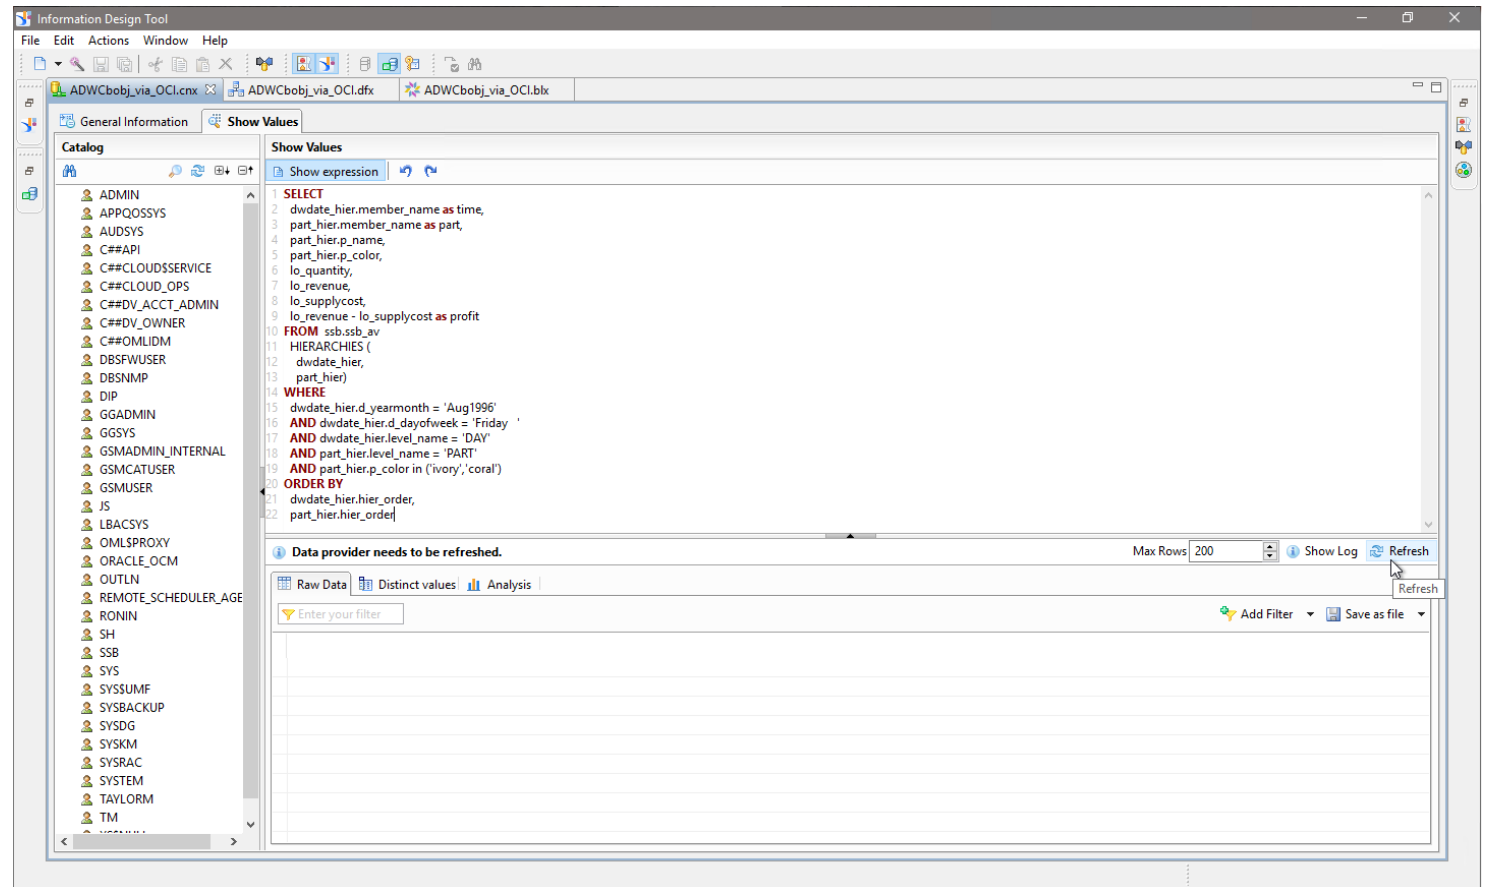 Information Design Tool
File Edit Actions Window Help
ADWCbobj_via_OCI.cnx ADWCbobj_via_OCI.dfx ADWCbobj_via_OCI.blx
General Information Show Values
Catalog
ADMIN
APPQOSSYS
AUDSYS
C##API
C##CLOUD$SERVICE
C##CLOUD_OPS
C##DV_ACCT_ADMIN
C##DV_OWNER
C##OMLIDM
DBSFWUSER
DBSNMP
DIP
GGADMIN
GGSYS
GSMADMIN_INTERNAL
GSMCATUSER
GSMUSER
JS
LBACSYS
OML$PROXY
ORACLE_OCM
OUTLN
REMOTE_SCHEDULER_AGE
RONIN
SH
SSB
SYS
SYS$UMF
SYSBACKUP
SYSDG
SYSKM
SYSRAC
SYSTEM
TAYLORM
TM
Show Values
Show expression
1 SELECT
2 dwdate_hier.member_name as time,
3 part_hier.member_name as part,
4 part_hier.p_name,
5 part_hier.p_color,
6 lo_quantity,
7 lo_revenue,
8 lo_supplycost,
9 lo_revenue - lo_supplycost as profit
10 FROM ssb.ssb_av
11 HIERARCHIES (
12 dwdate_hier,
13 part_hier)
14 WHERE
15 dwdate_hier.d_yearmonth = 'Aug1996'
16 AND dwdate_hier.d_dayofweek = 'Friday   '
17 AND dwdate_hier.level_name = 'DAY'
18 AND part_hier.level_name = 'PART'
19 AND part_hier.p_color in ('ivory','coral')
20 ORDER BY
21 dwdate_hier.hier_order,
22 part_hier.hier_order
Data provider needs to be refreshed. Max Rows 200 Show Log Refresh
Refresh
Raw Data Distinct values Analysis
Enter your filter Add Filter Save as file